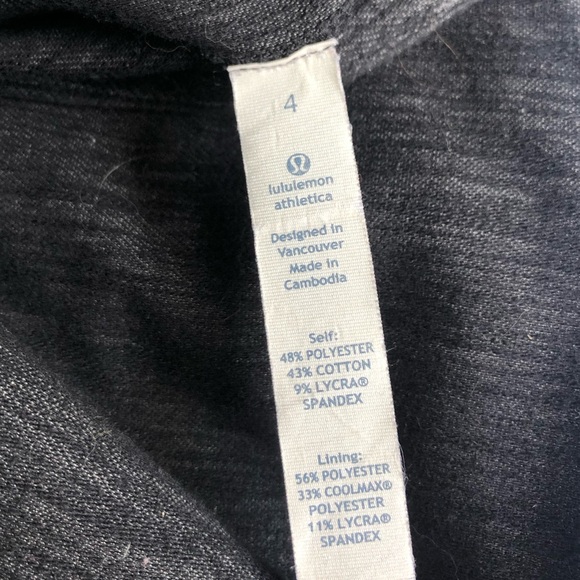 4
lululemon
athletica
Designed in
Vancouver
Made in
Cambodia
Self:
48% POLYESTER
43% COTTON
9% LYCRA®
SPANDEX
Lining:
56% POLYESTER
33% COOLMAX®
POLYESTER
11% LYCRA®
SPANDEX